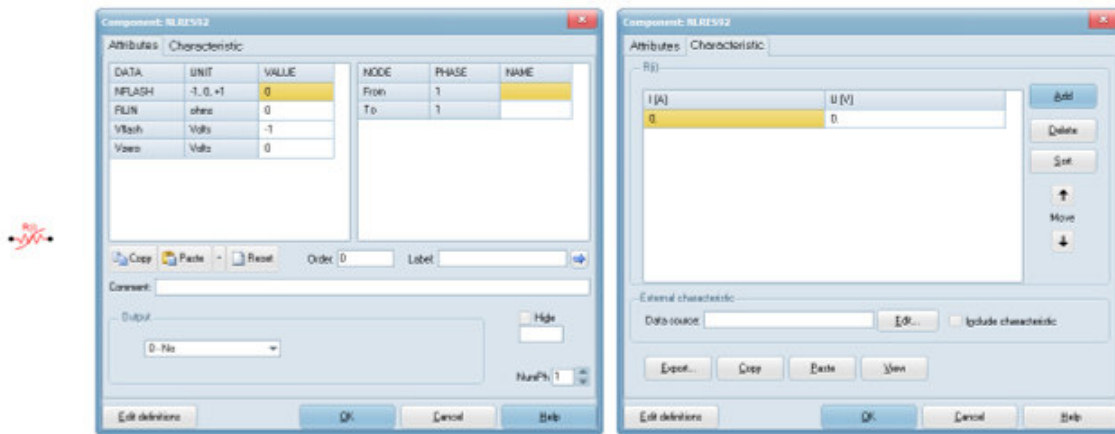 R(i)
Component: NLRES92
Attributes Characteristic
DATA UNIT VALUE
NFLASH -1, 0, +1 0
RLIN ohms 0
Vflash Volts -1
Vzero Volts 0
NODE PHASE NAME
From 1
To 1
Copy Paste Reset Order: 0 Label:
Comment:
Output
0 - No
Hide
NumPh: 1
Edit definitions OK Cancel Help
Component: NLRES92
Attributes Characteristic
R(i)
I [A] U [V]
0. 0.
Add
Delete
Sort
Move
External characteristic
Data source: Edit... Include characteristic
Export... Copy Paste View
Edit definitions OK Cancel Help